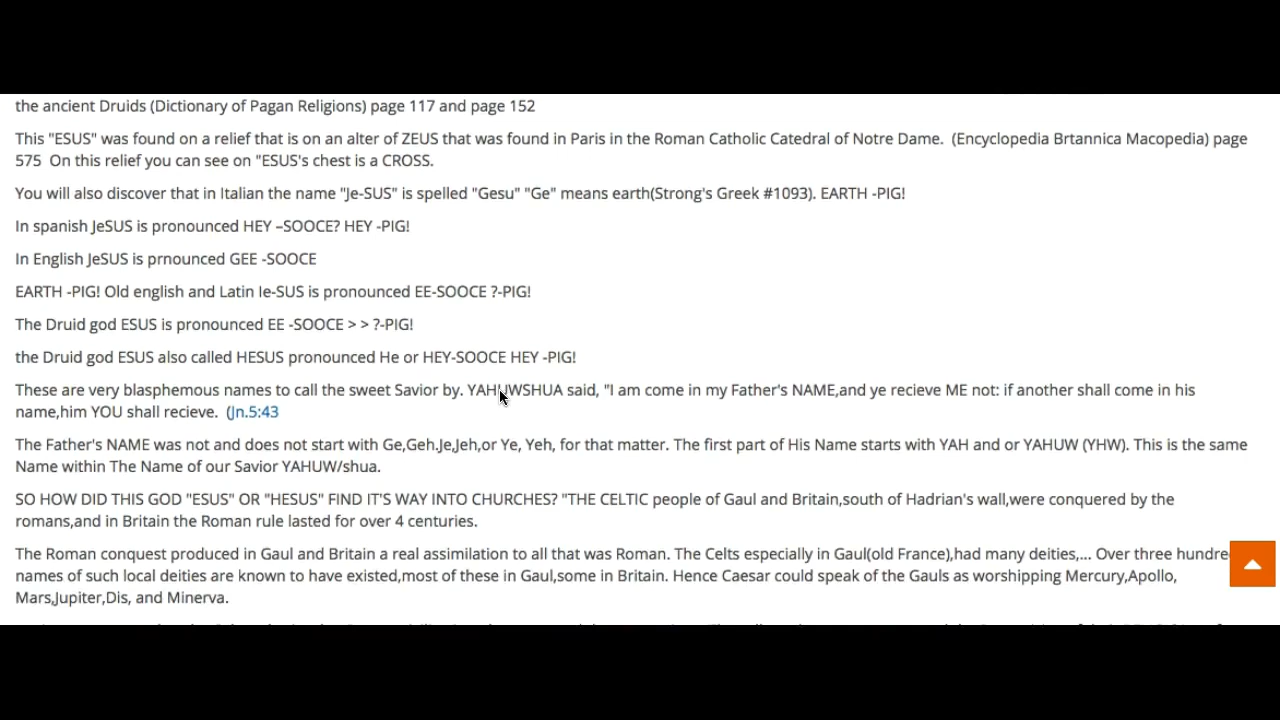 the ancient Druids (Dictionary of Pagan Religions) page 117 and page 152
This "ESUS" was found on a relief that is on an alter of ZEUS that was found in Paris in the Roman Catholic Catedral of Notre Dame.  (Encyclopedia Brtannica Macopedia) page
575  On this relief you can see on "ESUS's chest is a CROSS.
You will also discover that in Italian the name "Je-SUS" is spelled "Gesu" "Ge" means earth(Strong's Greek #1093). EARTH -PIG!
In spanish JeSUS is pronounced HEY –SOOCE? HEY -PIG!
In English JeSUS is prnounced GEE -SOOCE
EARTH -PIG! Old english and Latin Ie-SUS is pronounced EE-SOOCE ?-PIG!
The Druid god ESUS is pronounced EE -SOOCE > > ?-PIG!
the Druid god ESUS also called HESUS pronounced He or HEY-SOOCE HEY -PIG!
These are very blasphemous names to call the sweet Savior by. YAHUWSHUA said, "I am come in my Father's NAME,and ye recieve ME not: if another shall come in his
name,him YOU shall recieve.  (Jn.5:43
The Father's NAME was not and does not start with Ge,Geh.Je,Jeh,or Ye, Yeh, for that matter. The first part of His Name starts with YAH and or YAHUW (YHW). This is the same
Name within The Name of our Savior YAHUW/shua.
SO HOW DID THIS GOD "ESUS" OR "HESUS" FIND IT'S WAY INTO CHURCHES? "THE CELTIC people of Gaul and Britain,south of Hadrian's wall,were conquered by the
romans,and in Britain the Roman rule lasted for over 4 centuries.
The Roman conquest produced in Gaul and Britain a real assimilation to all that was Roman. The Celts especially in Gaul(old France),had many deities,... Over three hundre
names of such local deities are known to have existed,most of these in Gaul,some in Britain. Hence Caesar could speak of the Gauls as worshipping Mercury,Apollo,
Mars,Jupiter,Dis, and Minerva.